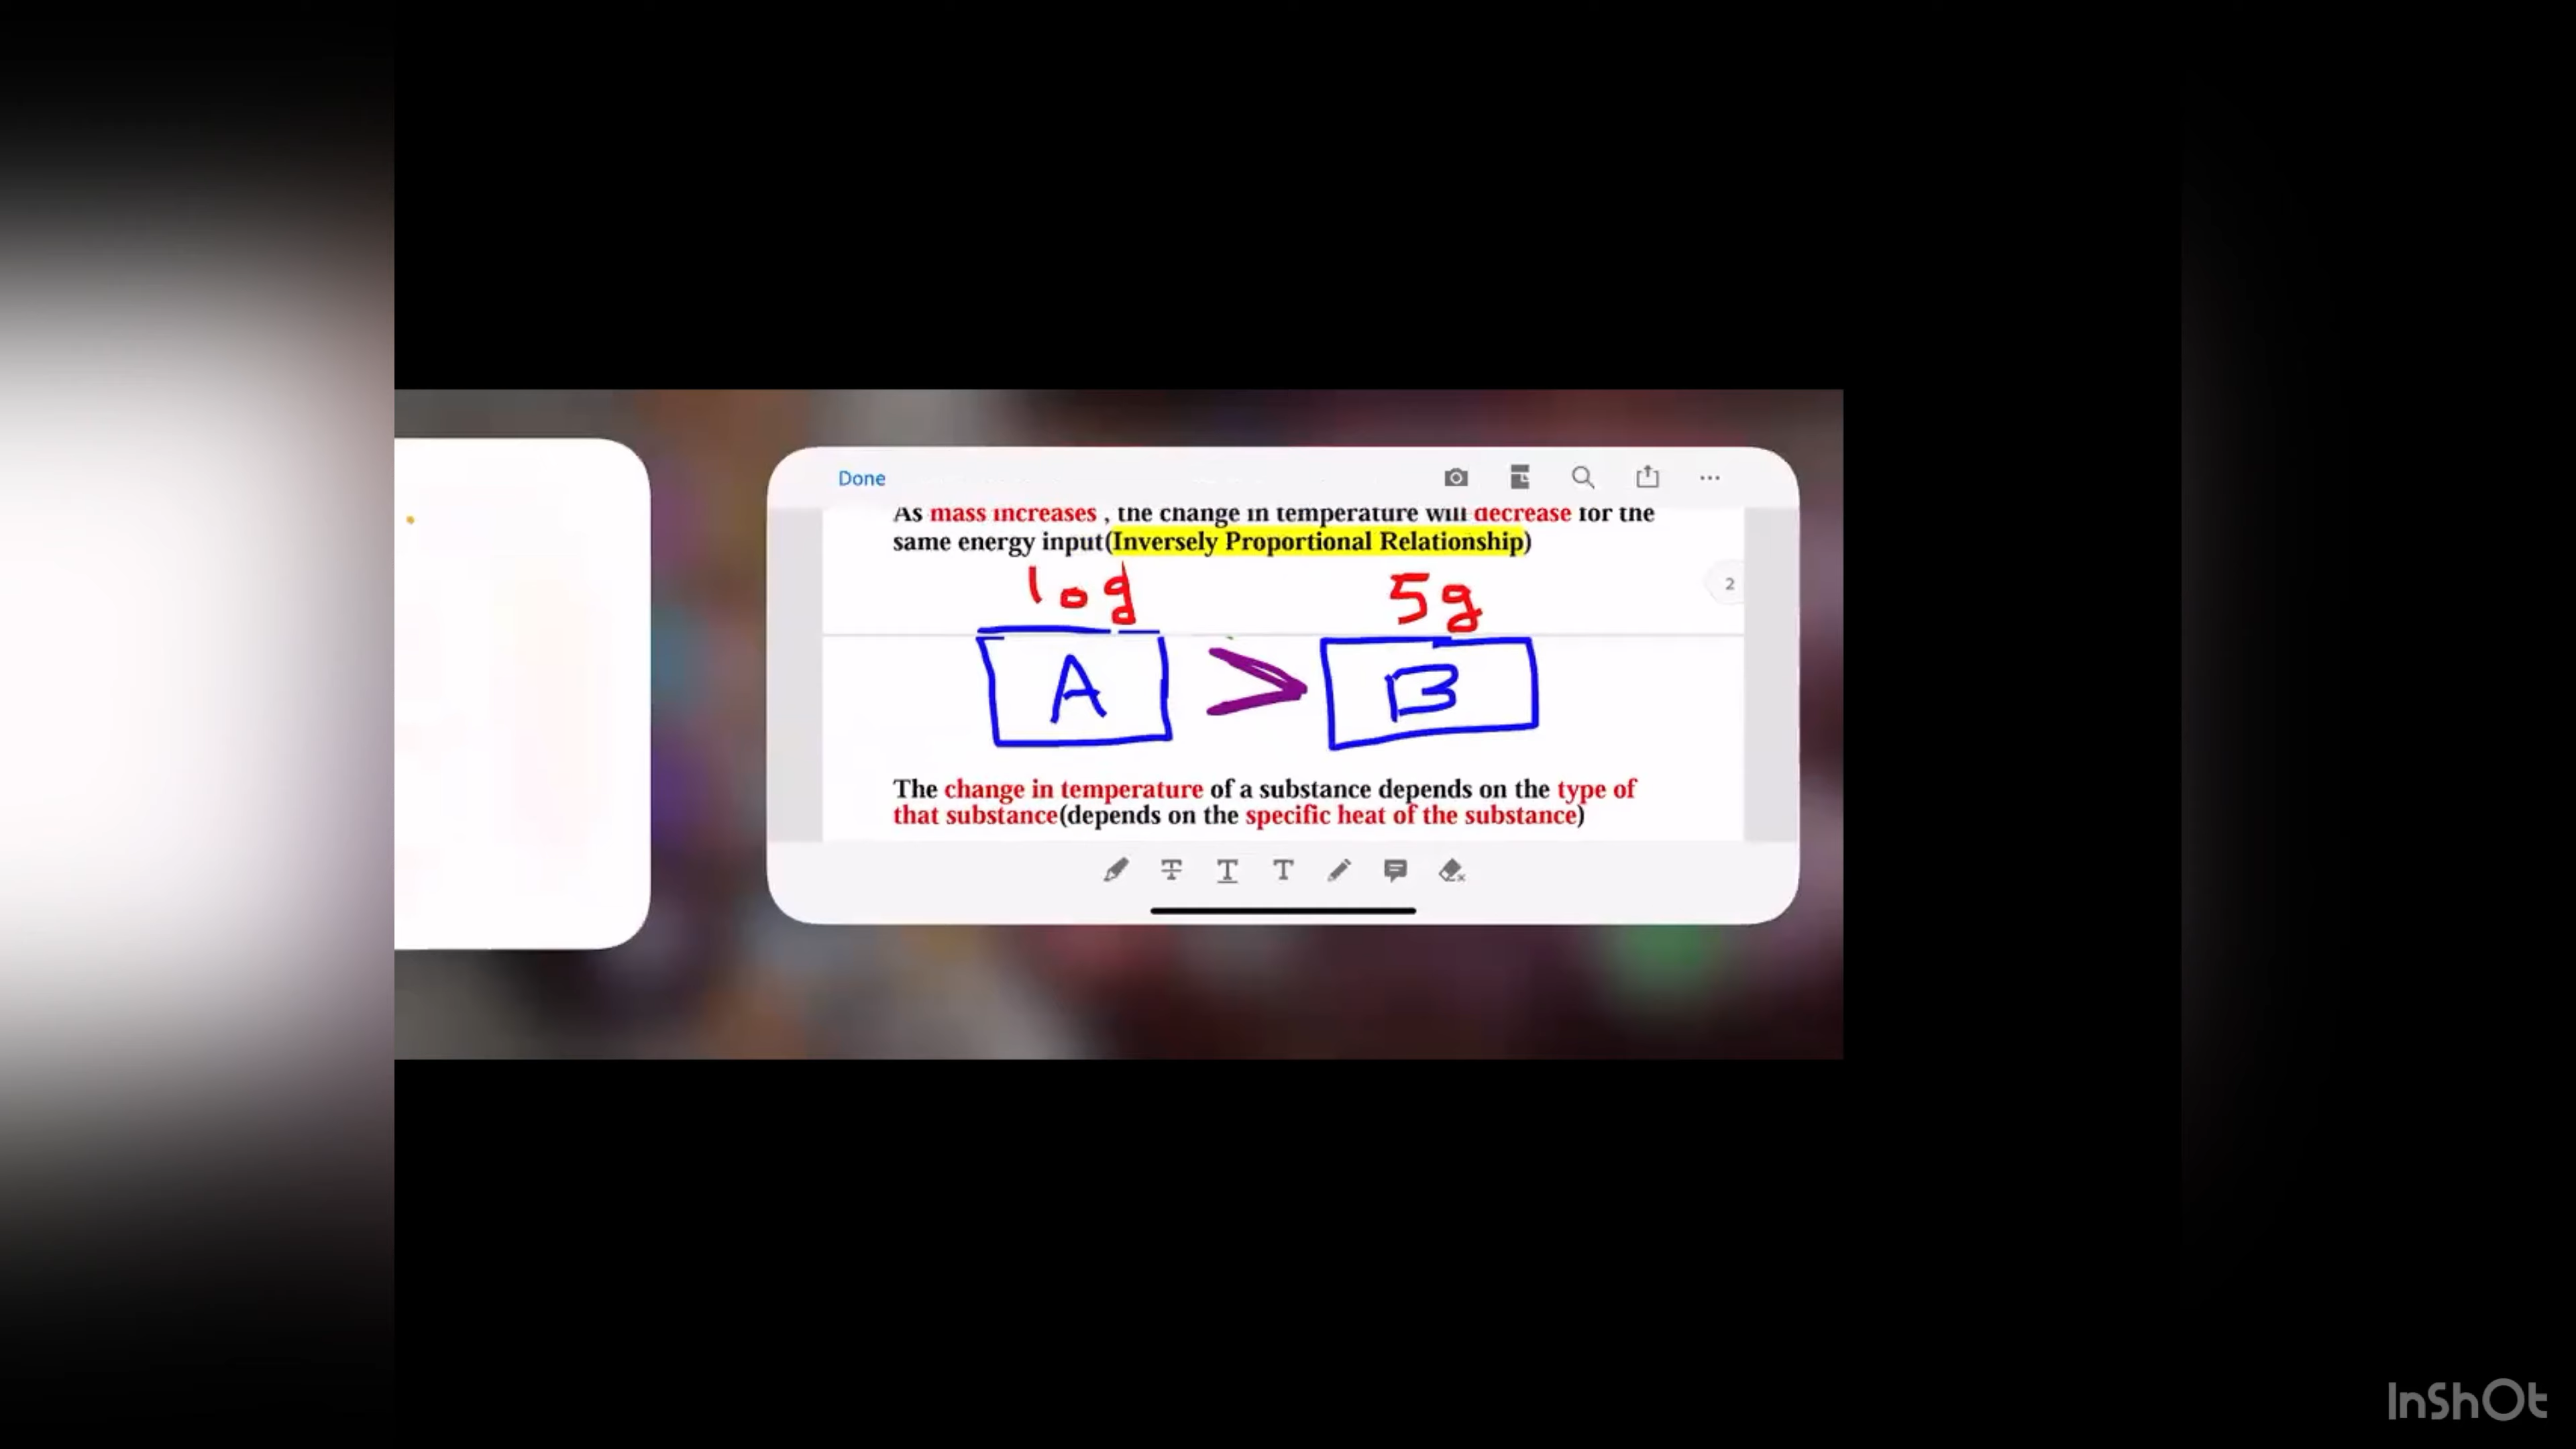 Done
As mass increases , the change in temperature will decrease for the
same energy input(Inversely Proportional Relationship)
10g 5g
2
A > B
The change in temperature of a substance depends on the type of
that substance(depends on the specific heat of the substance)
InShOt